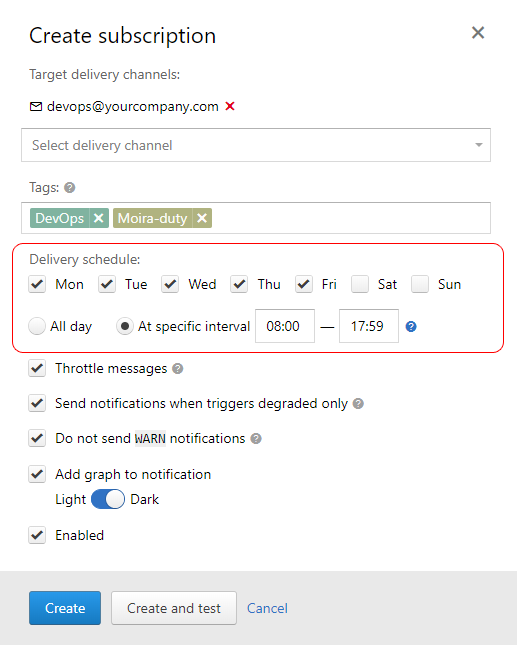 Create subscription
Target delivery channels:
devops@yourcompany.com
Select delivery channel
Tags:
DevOps Moira-duty
Delivery schedule:
Mon Tue Wed Thu Fri Sat Sun
All day At specific interval 08:00 — 17:59
Throttle messages
Send notifications when triggers degraded only
Do not send WARN notifications
Add graph to notification
Light Dark
Enabled
Create Create and test Cancel